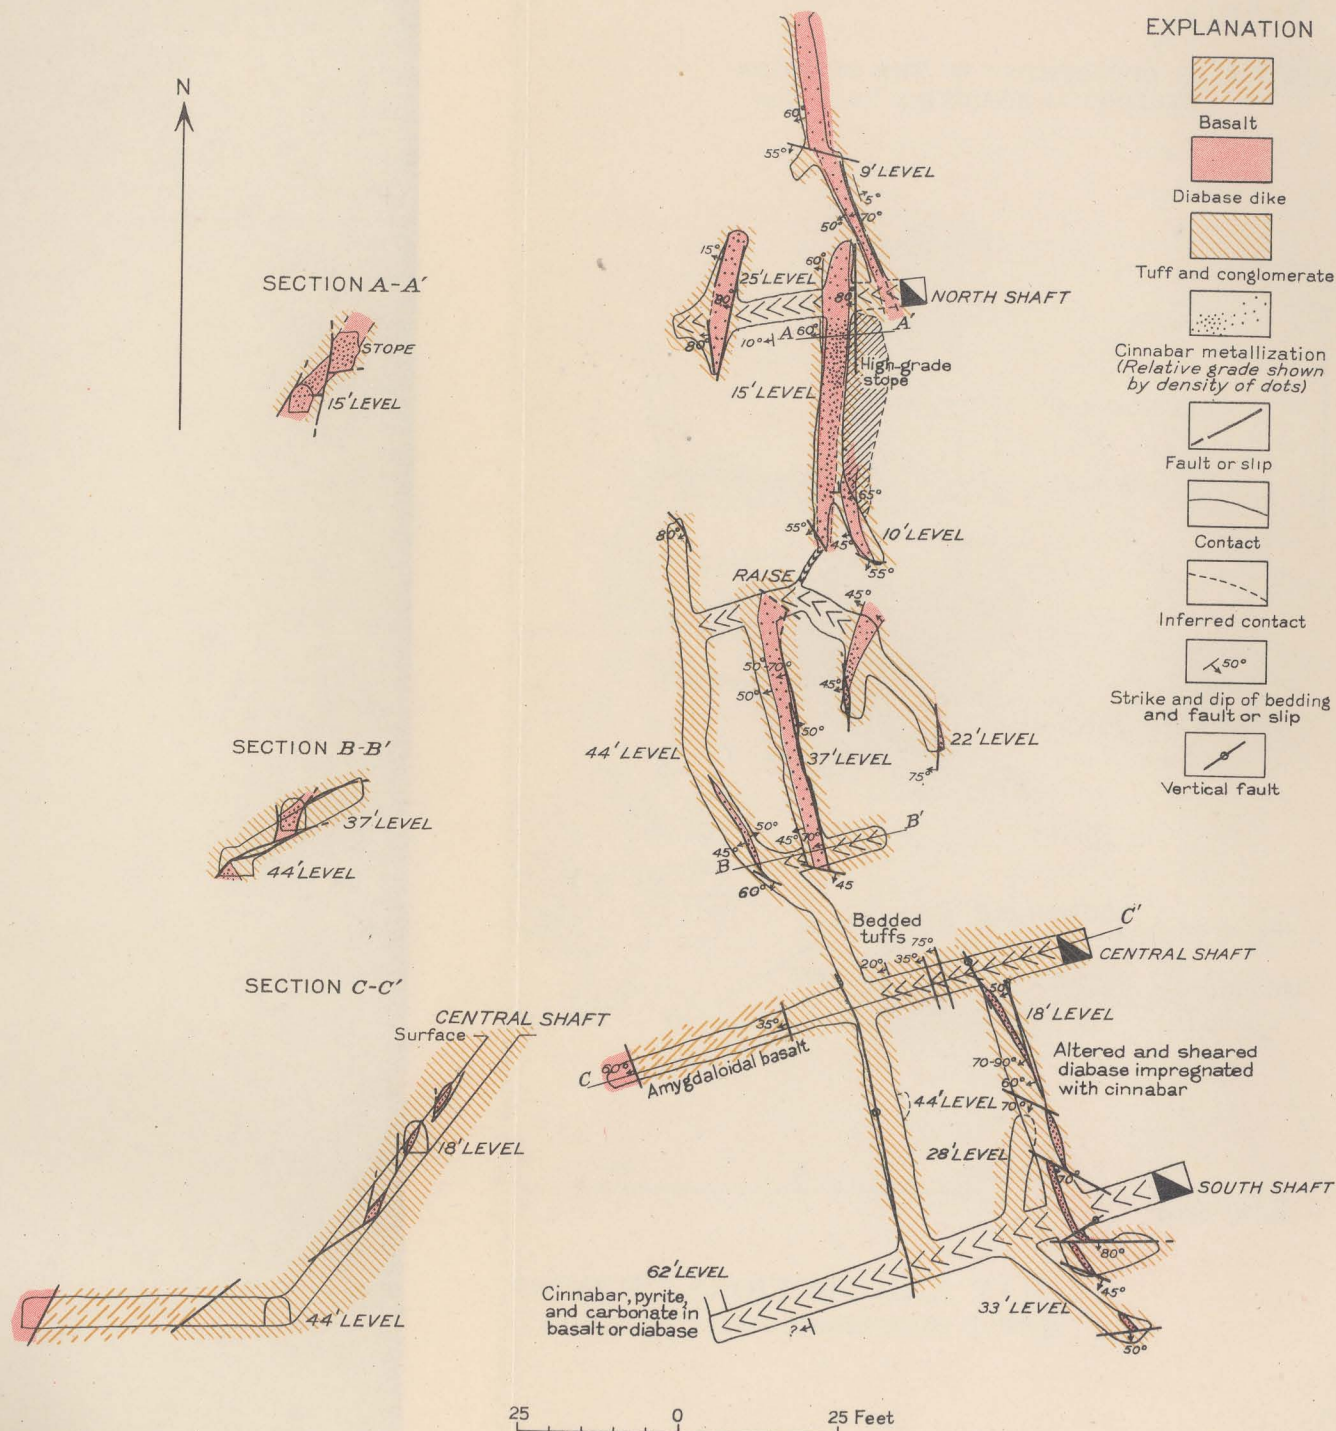 EXPLANATION
Basalt
Diabase dike
Tuff and conglomerate
Cinnabar metallization
(Relative grade shown
by density of dots)
Fault or slip
Contact
Inferred contact
50°
Strike and dip of bedding
and fault or slip
Vertical fault
N
SECTION A-A'
STOPE
15' LEVEL
SECTION B-B'
37' LEVEL
44' LEVEL
SECTION C-C'
CENTRAL SHAFT
Surface
18' LEVEL
44' LEVEL
60°
55°
9' LEVEL
5°
70°
50°
15°
25' LEVEL
60°
80°
80°
NORTH SHAFT
A
60°
A'
10°
80°
High-grade
stope
15' LEVEL
65°
55°
45°
10' LEVEL
55°
80°
RAISE
45°
50°-70°
50°
45°
50°
44' LEVEL
37' LEVEL
22' LEVEL
75°
50°
45°
45°
70°
B'
B
60°
45
Bedded
tuffs
75°
20°
35°
C'
CENTRAL SHAFT
50°
18' LEVEL
35°
60°
C
Amygdaloidal basalt
70-90°
60°
70°
Altered and sheared
diabase impregnated
with cinnabar
44' LEVEL
28' LEVEL
70°
SOUTH SHAFT
80°
45°
62' LEVEL
Cinnabar, pyrite,
and carbonate in
basalt or diabase
?
33' LEVEL
50°
25
0
25 Feet